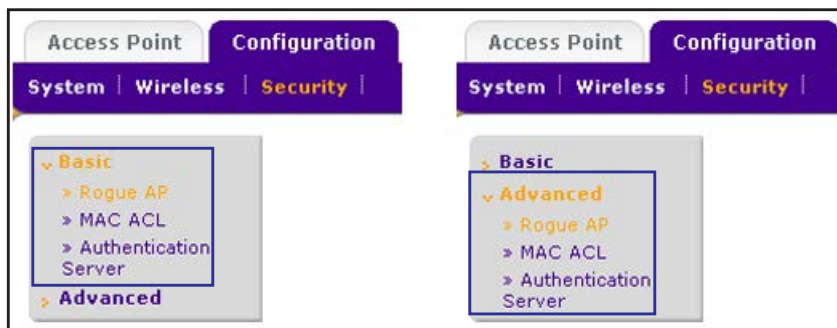 Access Point Configuration
System Wireless Security
Basic
» Rogue AP
» MAC ACL
» Authentication
Server
Advanced
Access Point Configuration
System Wireless Security
Basic
Advanced
» Rogue AP
» MAC ACL
» Authentication
Server